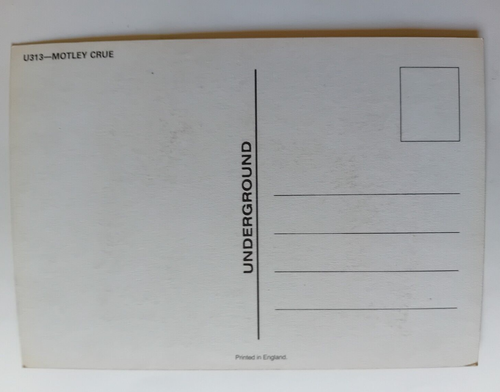 U313—MOTLEY CRUE
UNDERGROUND
Printed in England.